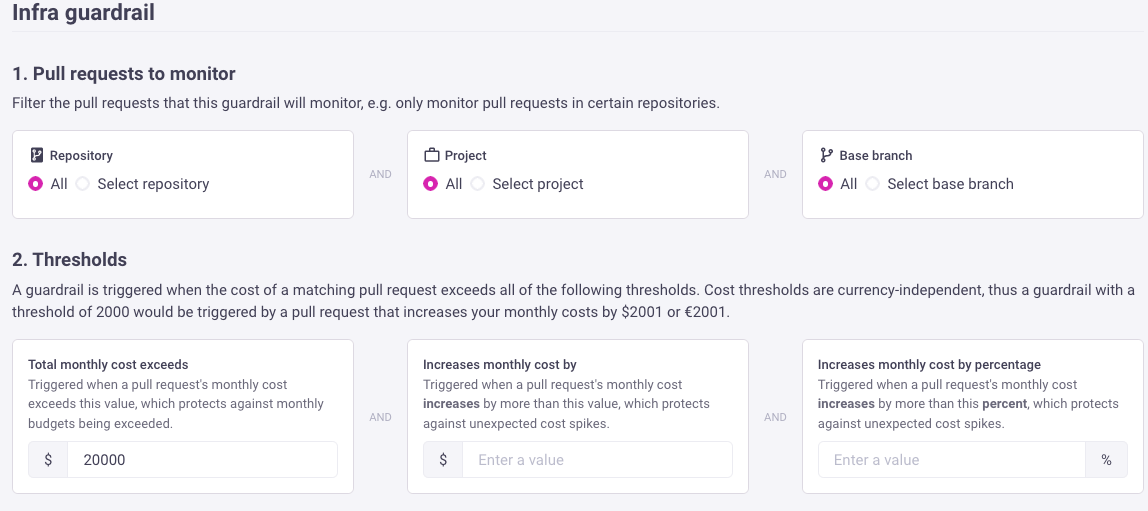 Infra guardrail
1. Pull requests to monitor
Filter the pull requests that this guardrail will monitor, e.g. only monitor pull requests in certain repositories.
Repository
All Select repository
AND
Project
All Select project
AND
Base branch
All Select base branch
2. Thresholds
A guardrail is triggered when the cost of a matching pull request exceeds all of the following thresholds. Cost thresholds are currency-independent, thus a guardrail with a
threshold of 2000 would be triggered by a pull request that increases your monthly costs by $2001 or €2001.
Total monthly cost exceeds
Triggered when a pull request's monthly cost
exceeds this value, which protects against monthly
budgets being exceeded.
$ 20000
AND
Increases monthly cost by
Triggered when a pull request's monthly cost
increases by more than this value, which protects
against unexpected cost spikes.
$ Enter a value
AND
Increases monthly cost by percentage
Triggered when a pull request's monthly cost
increases by more than this percent, which protects
against unexpected cost spikes.
Enter a value %